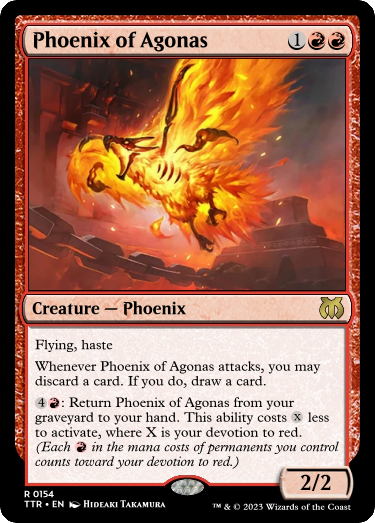 Phoenix of Agonas 1
Creature — Phoenix
Flying, haste
Whenever Phoenix of Agonas attacks, you may
discard a card. If you do, draw a card.
4 : Return Phoenix of Agonas from your
graveyard to your hand. This ability costs X less
to activate, where X is your devotion to red.
(Each in the mana costs of permanents you control
counts toward your devotion to red.)
2/2
R 0154
TTR • EN Hideaki Takamura
™ & © 2023 Wizards of the Coast